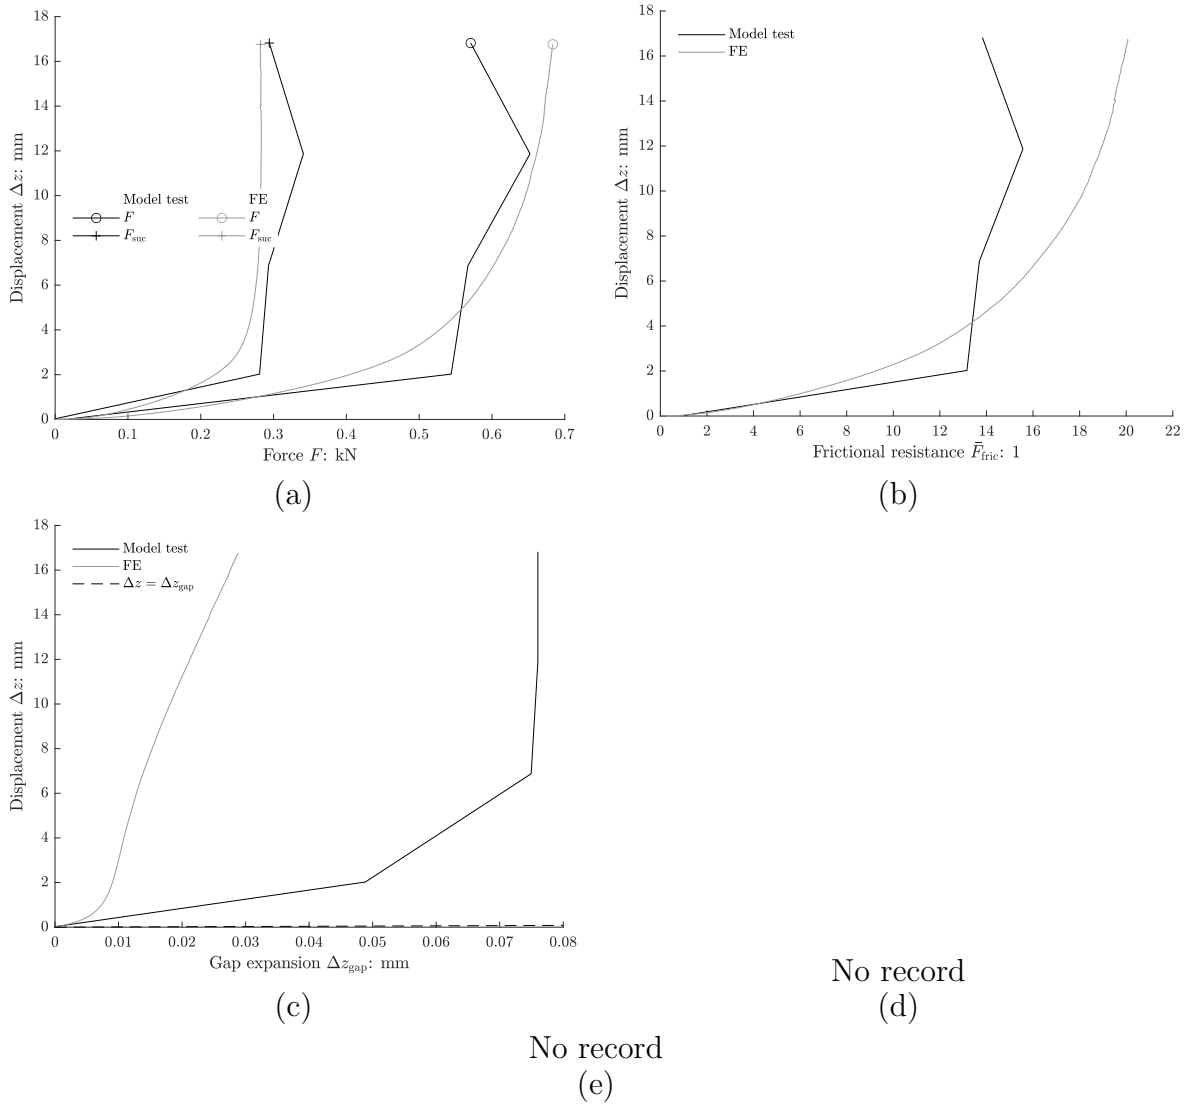 18
16
14
12
10
8
6
4
2
0
Displacement Δz: mm
Model test FE
F F
F_suc F_suc
0 0.1 0.2 0.3 0.4 0.5 0.6 0.7
Force F: kN
(a)
18
16
14
12
10
8
6
4
2
0
Displacement Δz: mm
Model test
FE
0 2 4 6 8 10 12 14 16 18 20 22
Frictional resistance F̄_fric: 1
(b)
18
16
14
12
10
8
6
4
2
0
Displacement Δz: mm
Model test
FE
Δz = Δz_gap
0 0.01 0.02 0.03 0.04 0.05 0.06 0.07 0.08
Gap expansion Δz_gap: mm
(c)
No record
(d)
No record
(e)